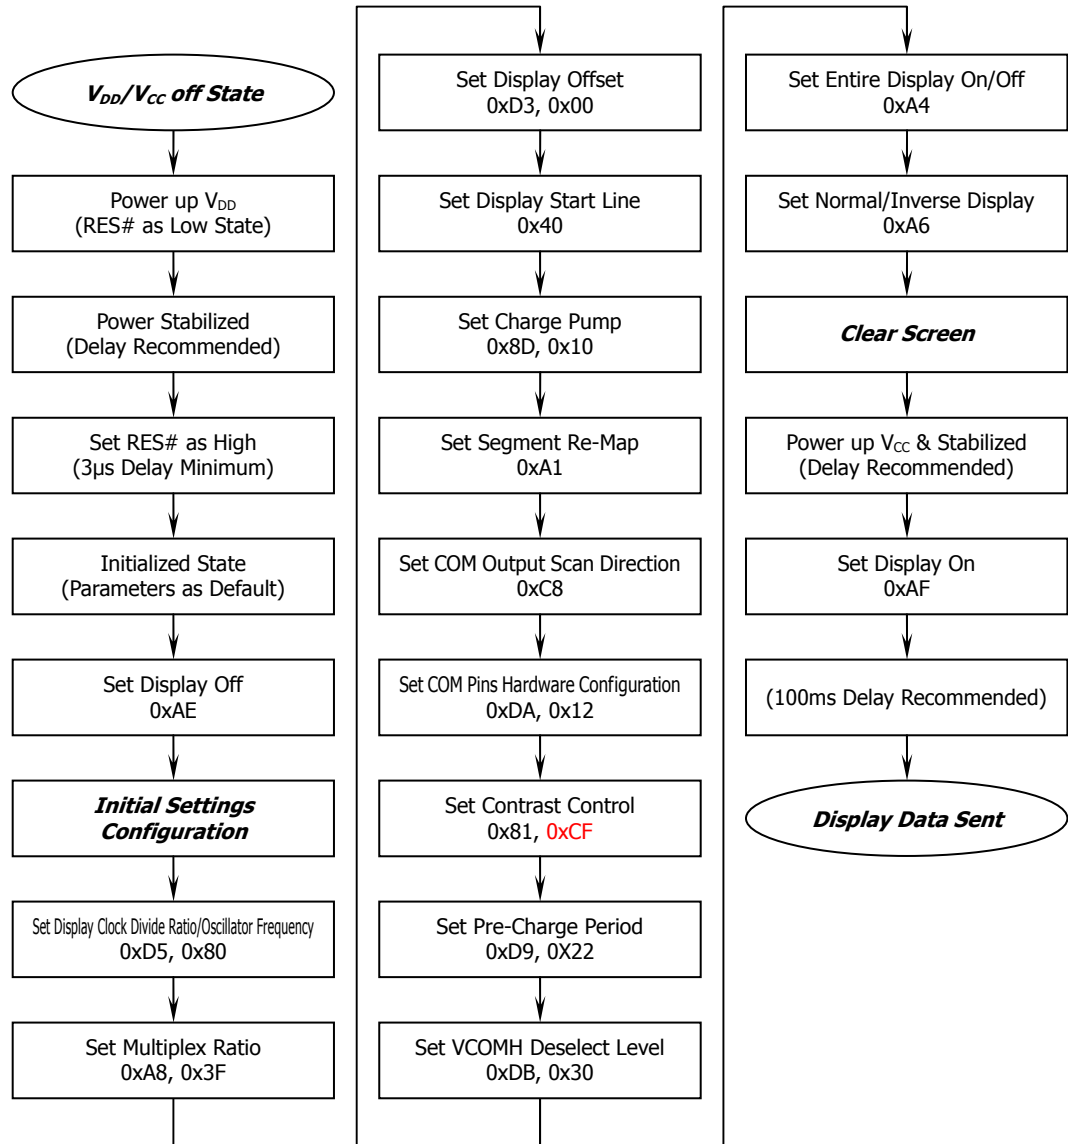 V_DD/V_CC off State
Power up V_DD
(RES# as Low State)
Power Stabilized
(Delay Recommended)
Set RES# as High
(3μs Delay Minimum)
Initialized State
(Parameters as Default)
Set Display Off
0xAE
Initial Settings
Configuration
Set Display Clock Divide Ratio/Oscillator Frequency
0xD5, 0x80
Set Multiplex Ratio
0xA8, 0x3F
Set Display Offset
0xD3, 0x00
Set Display Start Line
0x40
Set Charge Pump
0x8D, 0x10
Set Segment Re-Map
0xA1
Set COM Output Scan Direction
0xC8
Set COM Pins Hardware Configuration
0xDA, 0x12
Set Contrast Control
0x81, 0xCF
Set Pre-Charge Period
0xD9, 0X22
Set VCOMH Deselect Level
0xDB, 0x30
Set Entire Display On/Off
0xA4
Set Normal/Inverse Display
0xA6
Clear Screen
Power up V_CC & Stabilized
(Delay Recommended)
Set Display On
0xAF
(100ms Delay Recommended)
Display Data Sent